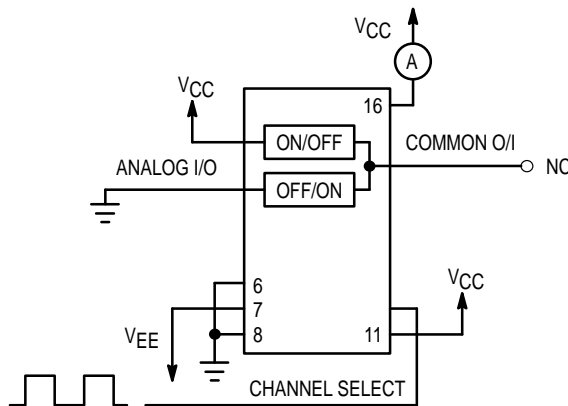 VCC
A
VCC
16
ON/OFF
COMMON O/I
NC
ANALOG I/O
OFF/ON
6
VCC
7
VEE
8
11
CHANNEL SELECT